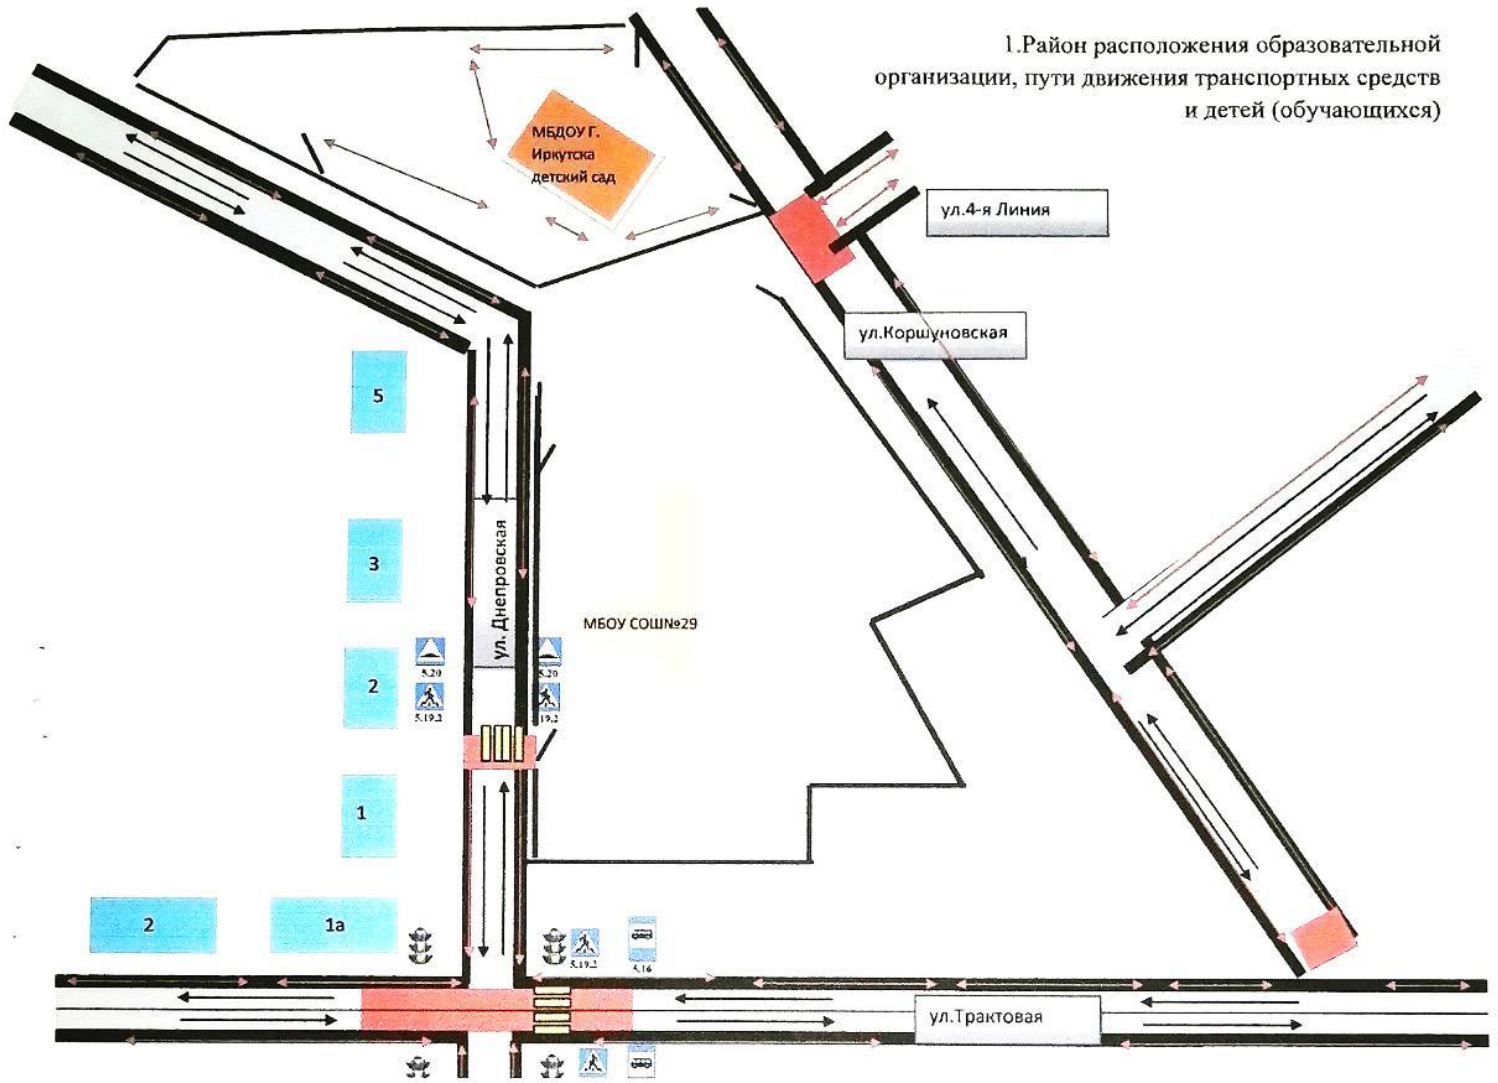 1.Район расположения образовательной
организации, пути движения транспортных средств
и детей (обучающихся)
МБДОУ Г.
Иркутска
детский сад
ул.4-я Линия
ул.Коршуновская
5
3
ул. Днепровская
МБОУ СОШ№29
5.20
5.20
2
5.19.2
19.2
1
2
1а
5.19.2
5.16
ул.Трактовая